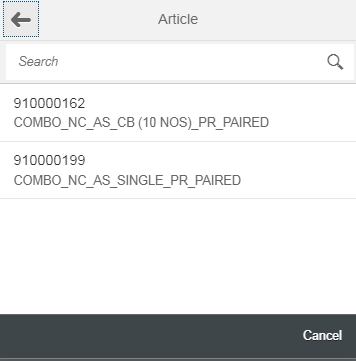 Article
Search
910000162
COMBO_NC_AS_CB (10 NOS)_PR_PAIRED
910000199
COMBO_NC_AS_SINGLE_PR_PAIRED
Cancel